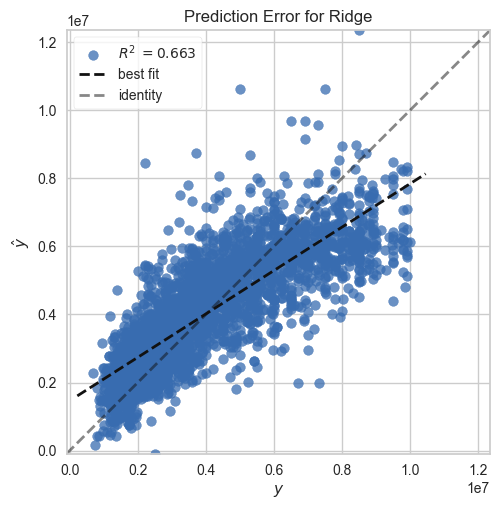 Prediction Error for Ridge
1e7
R² = 0.663
best fit
identity
1.2
1.0
0.8
0.6
0.4
0.2
0.0
ŷ
0.0 0.2 0.4 0.6 0.8 1.0 1.2
1e7
y